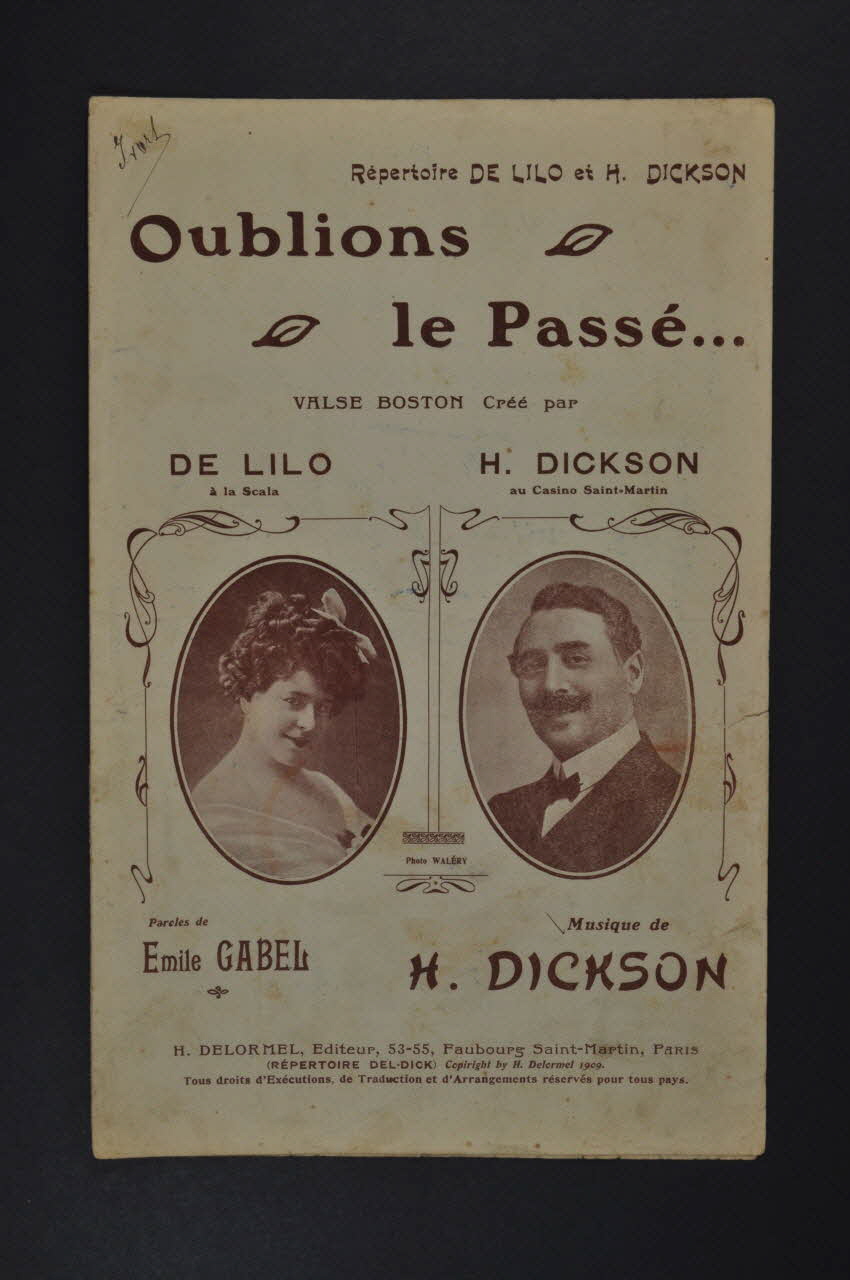 Répertoire DE LILO et H. DICKSON
Oublions
le Passé...
VALSE BOSTON Créé par
DE LILO
à la Scala
H. DICKSON
au Casino Saint-Martin
Photo WALÉRY
Paroles de
Emile GABEL
Musique de
H. DICKSON
H. DELORMEL, Editeur, 53-55, Faubourg Saint-Martin, PARIS
(RÉPERTOIRE DEL-DICK) Copiright by H. Delormel 1909.
Tous droits d'Exécutions, de Traduction et d'Arrangements réservés pour tous pays.